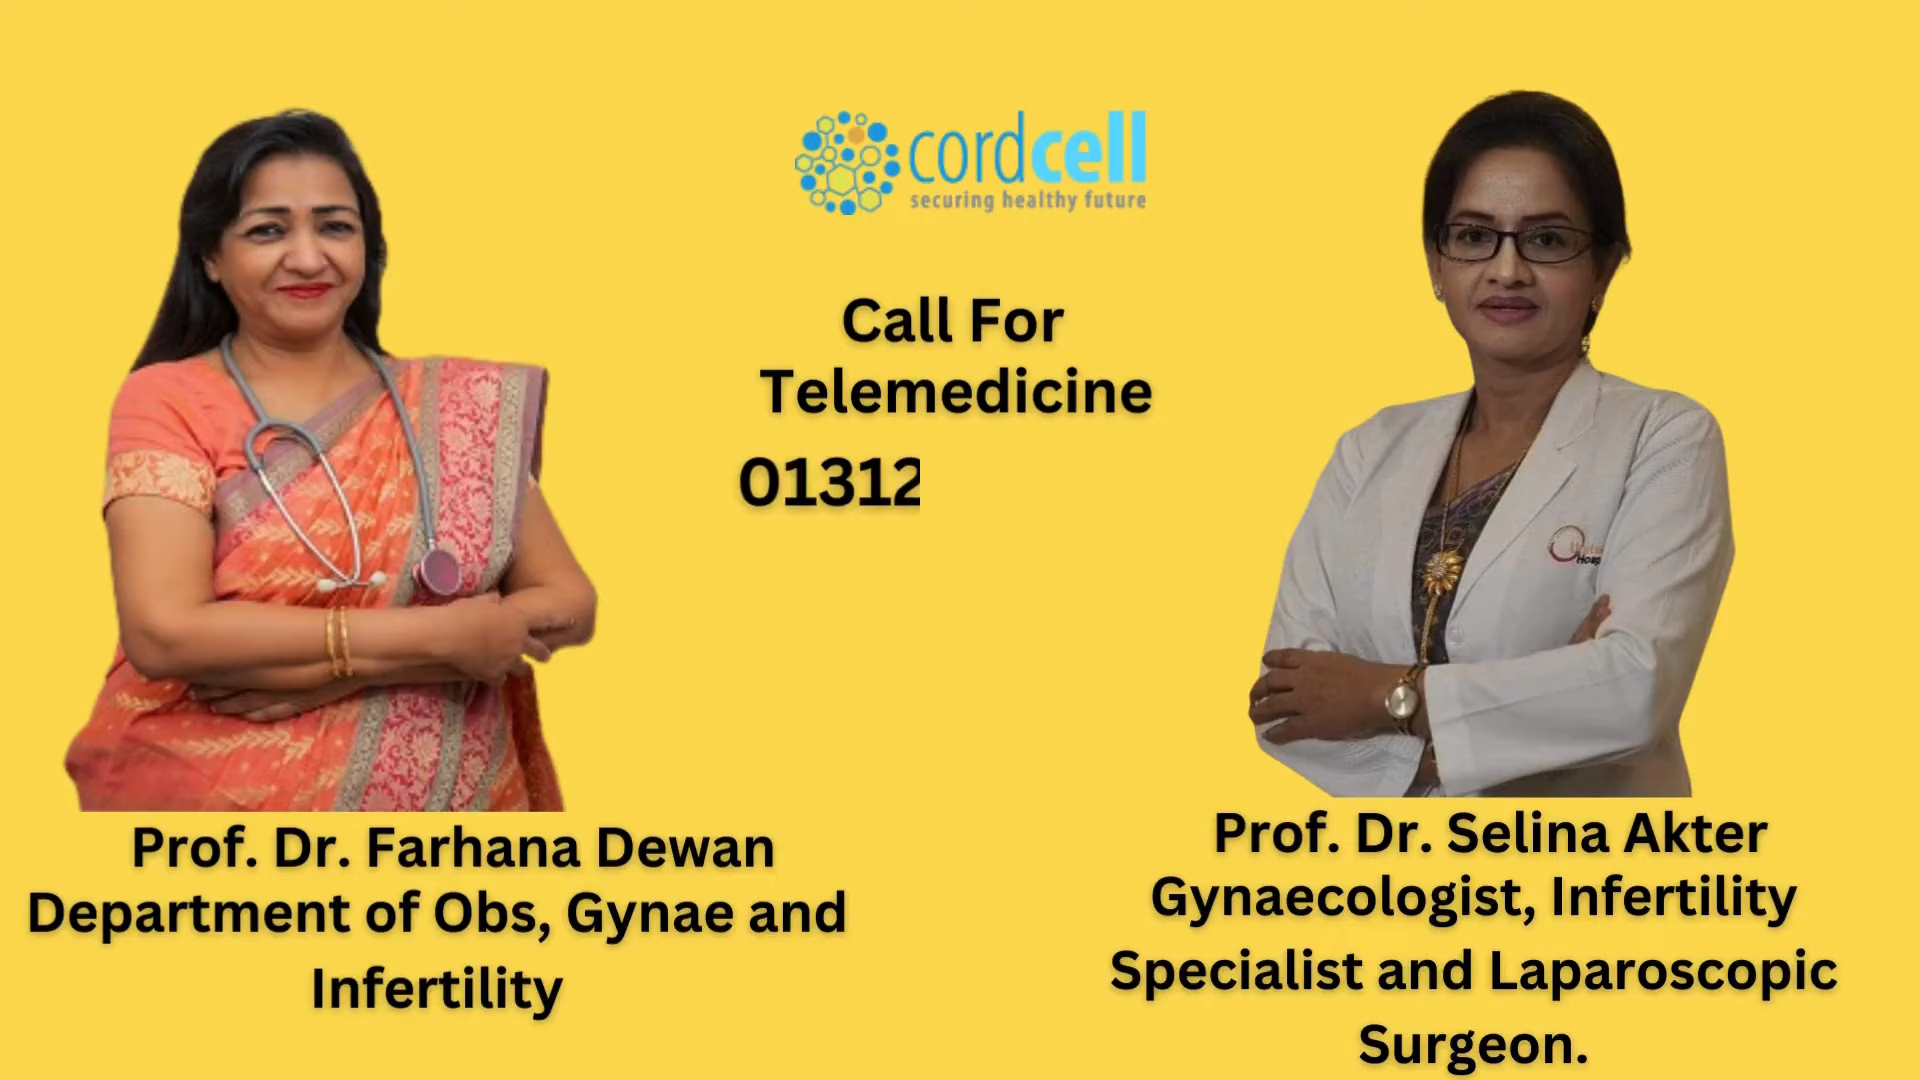 cordcell
securing healthy future
Call For
Telemedicine
01312
Prof. Dr. Farhana Dewan
Department of Obs, Gynae and
Infertility
Prof. Dr. Selina Akter
Gynaecologist, Infertility
Specialist and Laparoscopic
Surgeon.